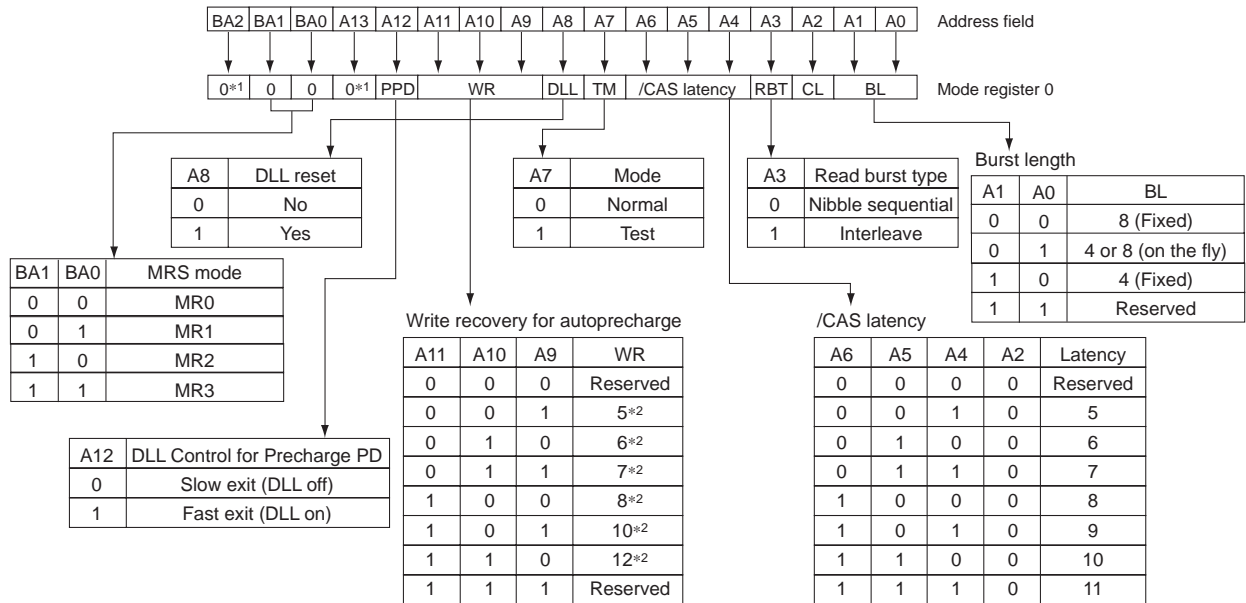 BA2 BA1 BA0 A13 A12 A11 A10 A9 A8 A7 A6 A5 A4 A3 A2 A1 A0 Address field
0*1 0 0 0*1 PPD WR DLL TM /CAS latency RBT CL BL Mode register 0
A8 DLL reset
0 No
1 Yes
A7 Mode
0 Normal
1 Test
A3 Read burst type
0 Nibble sequential
1 Interleave
Burst length
A1 A0 BL
0 0 8 (Fixed)
0 1 4 or 8 (on the fly)
1 0 4 (Fixed)
1 1 Reserved
BA1 BA0 MRS mode
0 0 MR0
0 1 MR1
1 0 MR2
1 1 MR3
A12 DLL Control for Precharge PD
0 Slow exit (DLL off)
1 Fast exit (DLL on)
Write recovery for autoprecharge
A11 A10 A9 WR
0 0 0 Reserved
0 0 1 5*2
0 1 0 6*2
0 1 1 7*2
1 0 0 8*2
1 0 1 10*2
1 1 0 12*2
1 1 1 Reserved
/CAS latency
A6 A5 A4 A2 Latency
0 0 0 0 Reserved
0 0 1 0 5
0 1 0 0 6
0 1 1 0 7
1 0 0 0 8
1 0 1 0 9
1 1 0 0 10
1 1 1 0 11